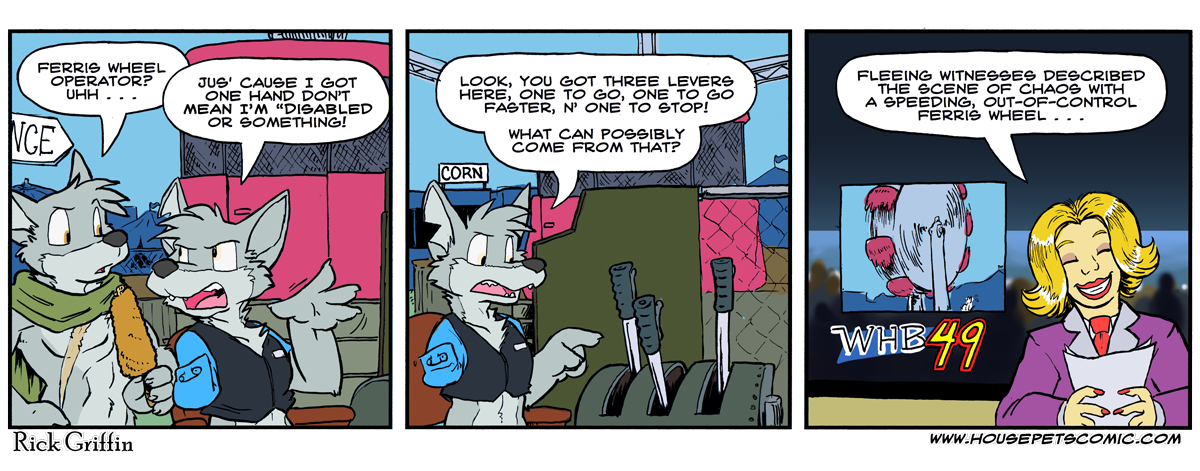 FERRIS WHEEL
OPERATOR?
UHH . . .
JUS' CAUSE I GOT
ONE HAND DON'T
MEAN I'M "DISABLED
OR SOMETHING!
NGE
LOOK, YOU GOT THREE LEVERS
HERE, ONE TO GO, ONE TO GO
FASTER, N' ONE TO STOP!
WHAT CAN POSSIBLY
COME FROM THAT?
CORN
FLEEING WITNESSES DESCRIBED
THE SCENE OF CHAOS WITH
A SPEEDING, OUT-OF-CONTROL
FERRIS WHEEL . . .
WHB 49
Rick Griffin
WWW.HOUSEPETSCOMIC.COM